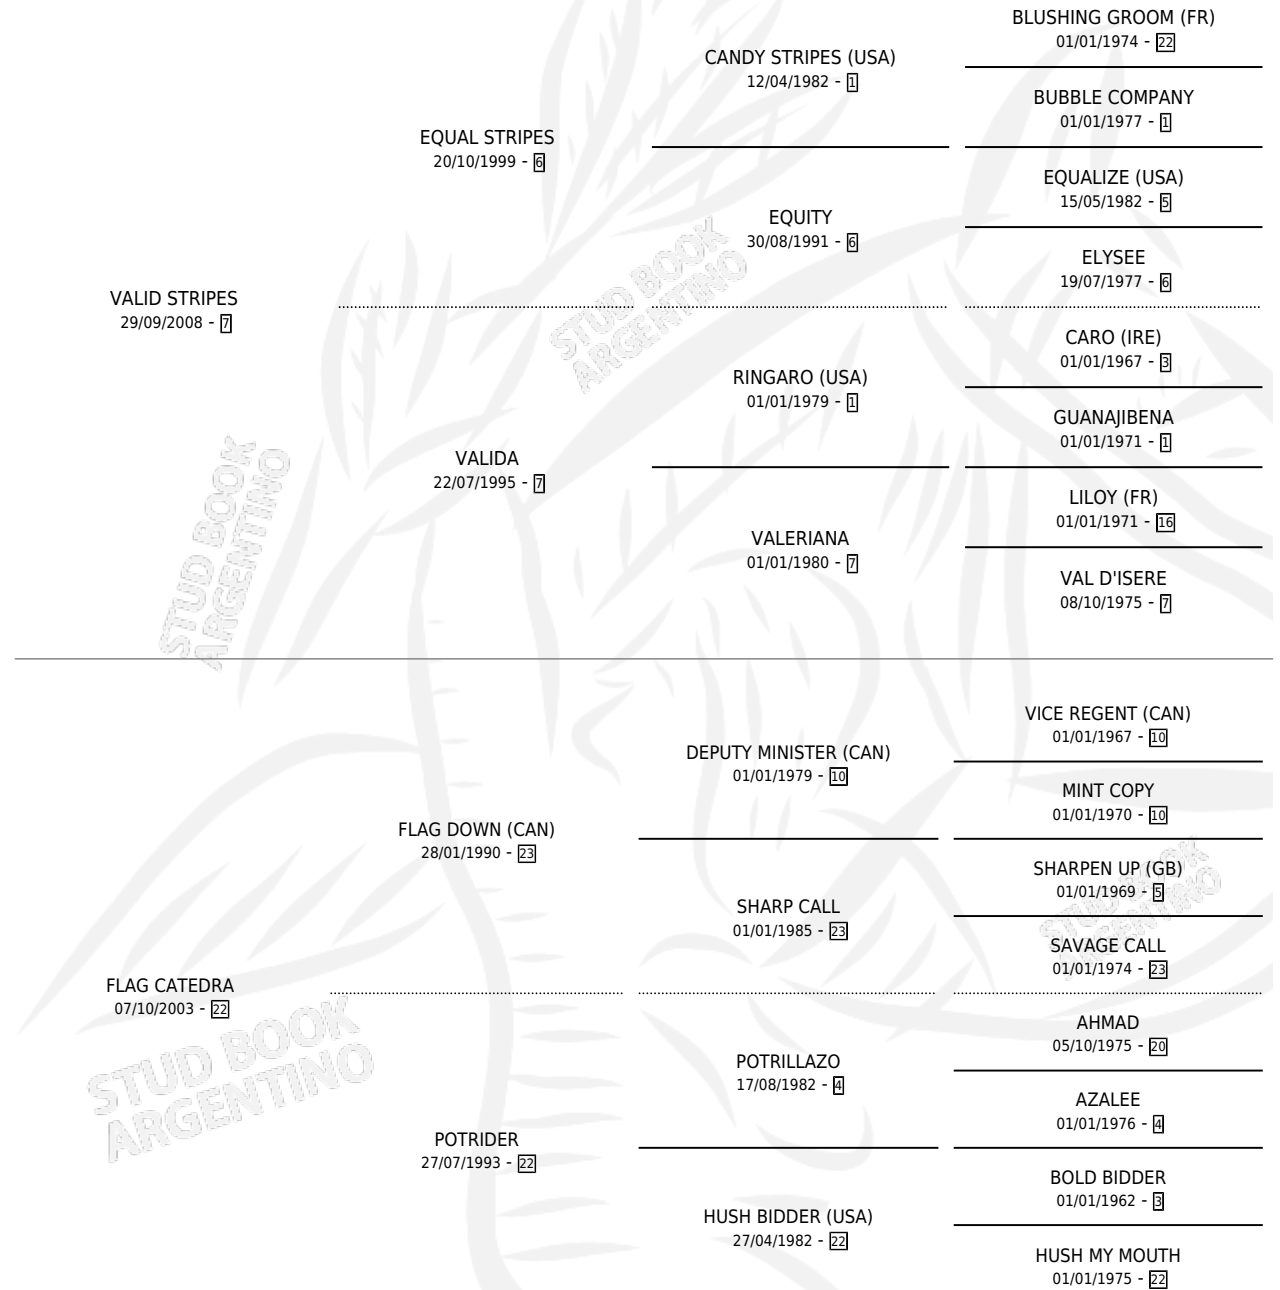 BLUSHING GROOM (FR)
01/01/1974 - 22
CANDY STRIPES (USA)
12/04/1982 - 1
BUBBLE COMPANY
01/01/1977 - 1
EQUAL STRIPES
20/10/1999 - 6
EQUALIZE (USA)
15/05/1982 - 5
EQUITY
30/08/1991 - 6
ELYSEE
19/07/1977 - 6
VALID STRIPES
29/09/2008 - 7
CARO (IRE)
01/01/1967 - 3
RINGARO (USA)
01/01/1979 - 1
GUANAJIBENA
01/01/1971 - 1
VALIDA
22/07/1995 - 7
LILOY (FR)
01/01/1971 - 16
VALERIANA
01/01/1980 - 7
VAL D'ISERE
08/10/1975 - 7
VICE REGENT (CAN)
01/01/1967 - 10
DEPUTY MINISTER (CAN)
01/01/1979 - 10
MINT COPY
01/01/1970 - 10
FLAG DOWN (CAN)
28/01/1990 - 23
SHARPEN UP (GB)
01/01/1969 - 5
SHARP CALL
01/01/1985 - 23
SAVAGE CALL
01/01/1974 - 23
FLAG CATEDRA
07/10/2003 - 22
AHMAD
05/10/1975 - 20
POTRILLAZO
17/08/1982 - 4
AZALEE
01/01/1976 - 4
POTRIDER
27/07/1993 - 22
BOLD BIDDER
01/01/1962 - 3
HUSH BIDDER (USA)
27/04/1982 - 22
HUSH MY MOUTH
01/01/1975 - 22
STUD BOOK
ARGENTINO
STUD BOOK
ARGENTINO
STUD BOOK
ARGENTINO
STUD BOOK
ARGENTINO